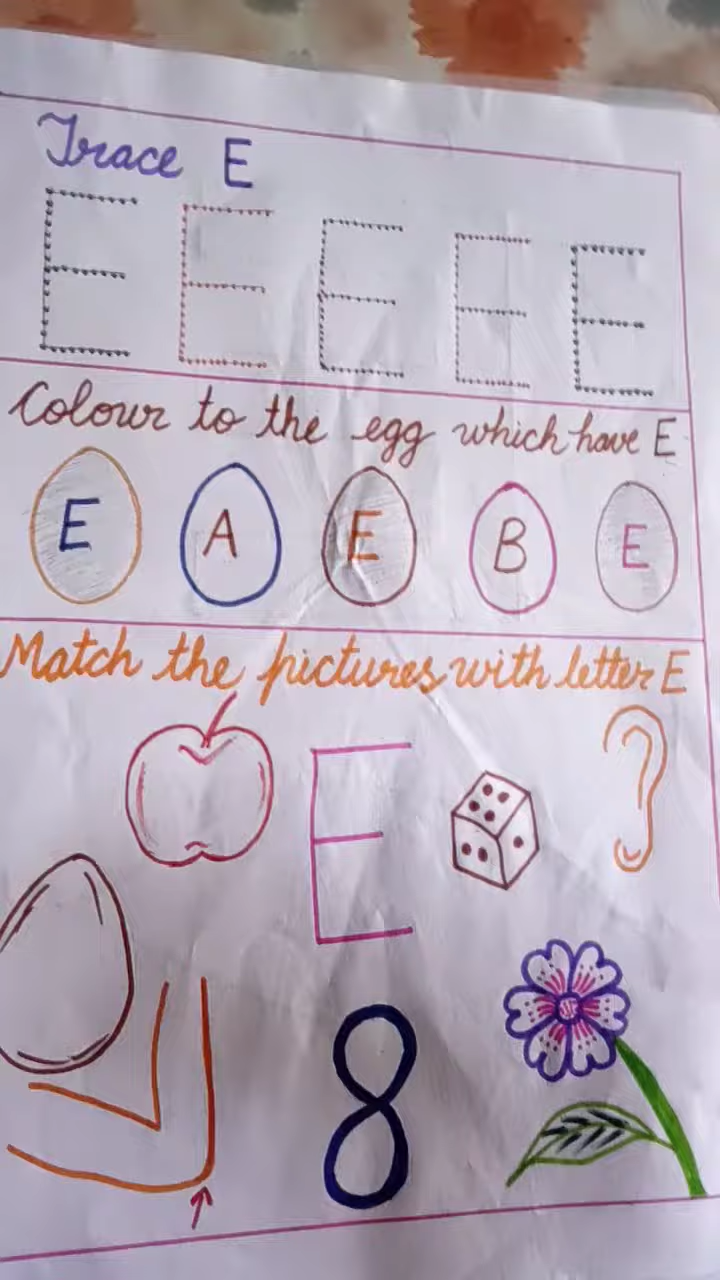 Trace E
E E E E E
Colour to the egg which have E
E A E B E
Match the pictures with letter E
E
8